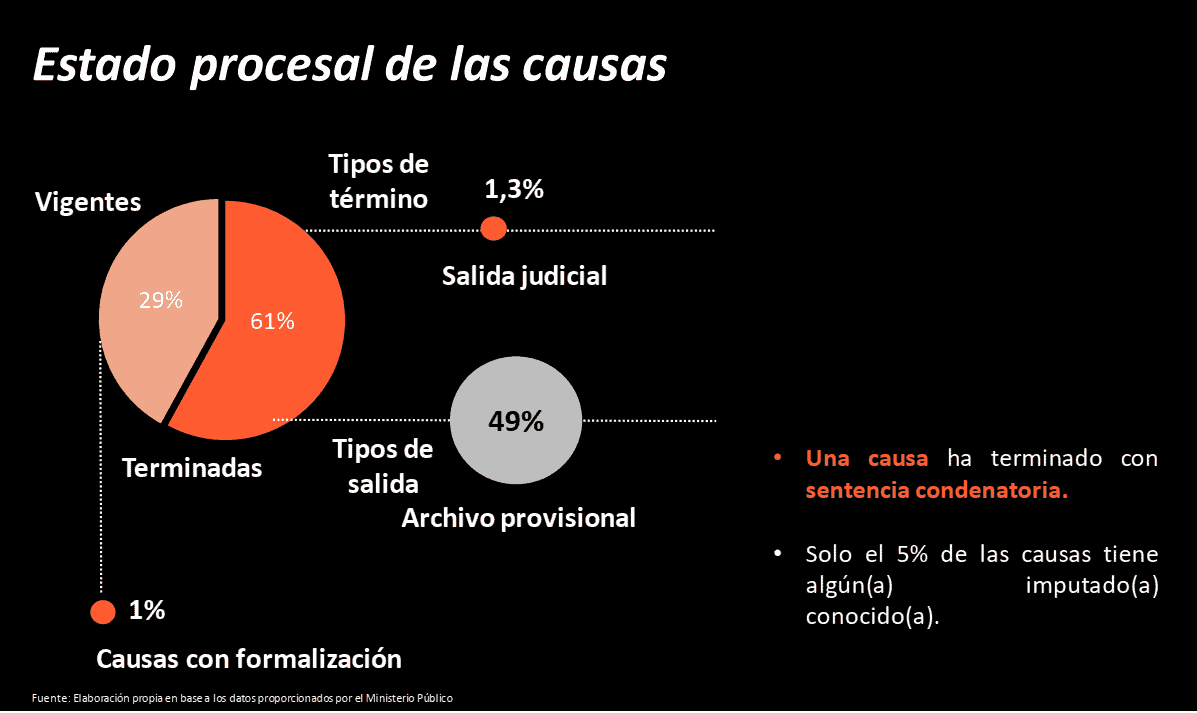 Estado procesal de las causas
Vigentes
29%
61%
Terminadas
Tipos de
término
1,3%
Salida judicial
49%
Tipos de
salida
Archivo provisional
1%
Causas con formalización
• Una causa ha terminado con
sentencia condenatoria.
• Solo el 5% de las causas tiene
algún(a) imputado(a)
conocido(a).
Fuente: Elaboración propia en base a los datos proporcionados por el Ministerio Público